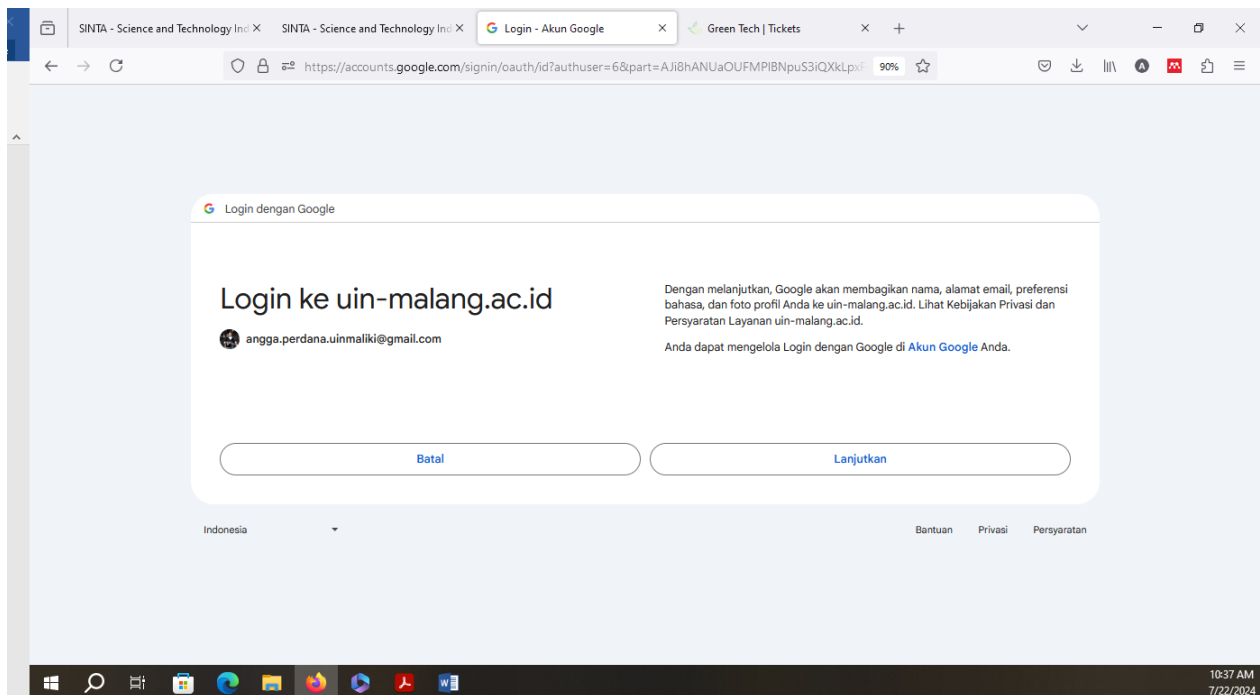 SINTA - Science and Technology Ind
SINTA - Science and Technology Ind
Login - Akun Google
Green Tech | Tickets
https://accounts.google.com/signin/oauth/id?authuser=6&part=AJi8hANUaOUFMPIBNpuS3iQXkLpxF
90%
Login dengan Google
Login ke uin-malang.ac.id
angga.perdana.uinmaliki@gmail.com
Dengan melanjutkan, Google akan membagikan nama, alamat email, preferensi
bahasa, dan foto profil Anda ke uin-malang.ac.id. Lihat Kebijakan Privasi dan
Persyaratan Layanan uin-malang.ac.id.
Anda dapat mengelola Login dengan Google di Akun Google Anda.
Batal
Lanjutkan
Indonesia
Bantuan Privasi Persyaratan
10:37 AM
7/22/2024